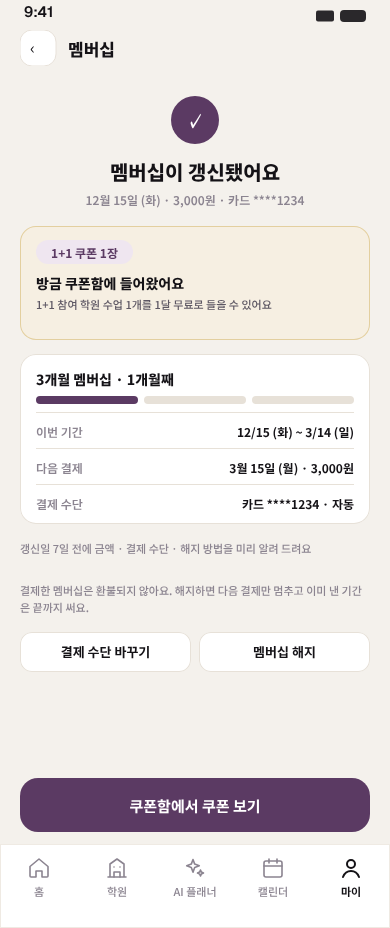 9:41
멤버십
멤버십이 갱신됐어요
12월 15일 (화) · 3,000원 · 카드 ****1234
1+1 쿠폰 1장
방금 쿠폰함에 들어왔어요
1+1 참여 학원 수업 1개를 1달 무료로 들을 수 있어요
3개월 멤버십 · 1개월째
이번 기간 12/15 (화) ~ 3/14 (일)
다음 결제 3월 15일 (월) · 3,000원
결제 수단 카드 ****1234 · 자동
갱신일 7일 전에 금액 · 결제 수단 · 해지 방법을 미리 알려 드려요
결제한 멤버십은 환불되지 않아요. 해지하면 다음 결제만 멈추고 이미 낸 기간
은 끝까지 써요.
결제 수단 바꾸기 멤버십 해지
쿠폰함에서 쿠폰 보기
홈 학원 AI 플래너 캘린더 마이